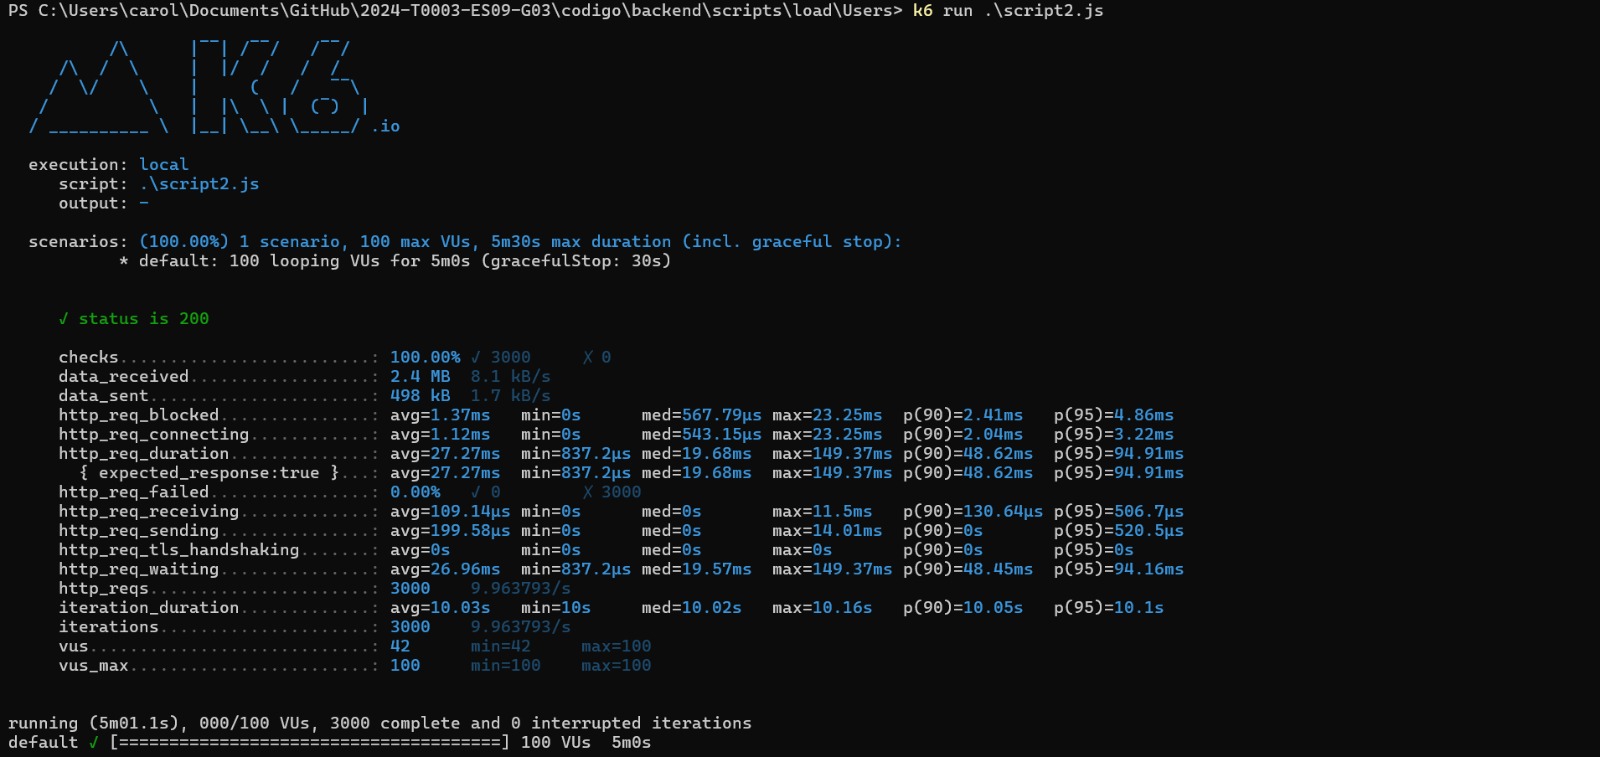 PS C:\Users\carol\Documents\GitHub\2024-T0003-ES09-G03\codigo\backend\scripts\load\Users> k6 run .\script2.js
K6
.io
execution: local
script: .\script2.js
output: -
scenarios: (100.00%) 1 scenario, 100 max VUs, 5m30s max duration (incl. graceful stop):
* default: 100 looping VUs for 5m0s (gracefulStop: 30s)
✓ status is 200
checks.........................: 100.00% ✓ 3000 ✗ 0
data_received..................: 2.4 MB 8.1 kB/s
data_sent......................: 498 kB 1.7 kB/s
http_req_blocked...............: avg=1.37ms min=0s med=567.79µs max=23.25ms p(90)=2.41ms p(95)=4.86ms
http_req_connecting............: avg=1.12ms min=0s med=543.15µs max=23.25ms p(90)=2.04ms p(95)=3.22ms
http_req_duration..............: avg=27.27ms min=837.2µs med=19.68ms max=149.37ms p(90)=48.62ms p(95)=94.91ms
{ expected_response:true }...: avg=27.27ms min=837.2µs med=19.68ms max=149.37ms p(90)=48.62ms p(95)=94.91ms
http_req_failed................: 0.00% ✓ 0 ✗ 3000
http_req_receiving.............: avg=109.14µs min=0s med=0s max=11.5ms p(90)=130.64µs p(95)=506.7µs
http_req_sending...............: avg=199.58µs min=0s med=0s max=14.01ms p(90)=0s p(95)=520.5µs
http_req_tls_handshaking.......: avg=0s min=0s med=0s max=0s p(90)=0s p(95)=0s
http_req_waiting...............: avg=26.96ms min=837.2µs med=19.57ms max=149.37ms p(90)=48.45ms p(95)=94.16ms
http_reqs......................: 3000 9.963793/s
iteration_duration.............: avg=10.03s min=10s med=10.02s max=10.16s p(90)=10.05s p(95)=10.1s
iterations.....................: 3000 9.963793/s
vus............................: 42 min=42 max=100
vus_max........................: 100 min=100 max=100
running (5m01.1s), 000/100 VUs, 3000 complete and 0 interrupted iterations
default ✓ [======================================] 100 VUs 5m0s